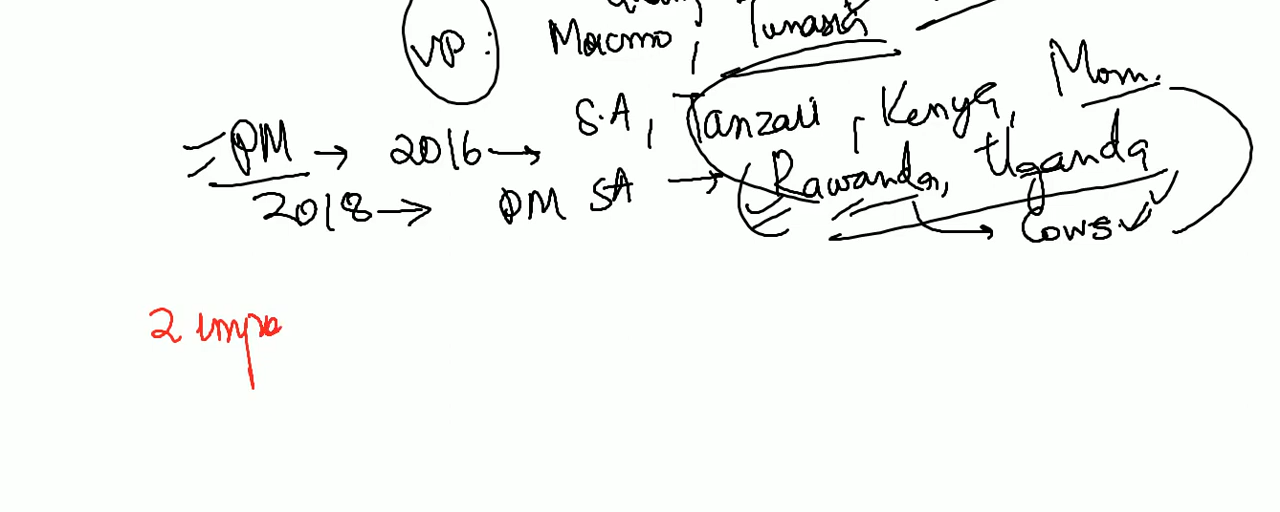 VP: Macmo, Tunasia
S.A, Tanzali, Kenya, Mom.
PM → 2016 →
2018 → PM SA → Rawanda, Uganda
→ Cows
2 impo